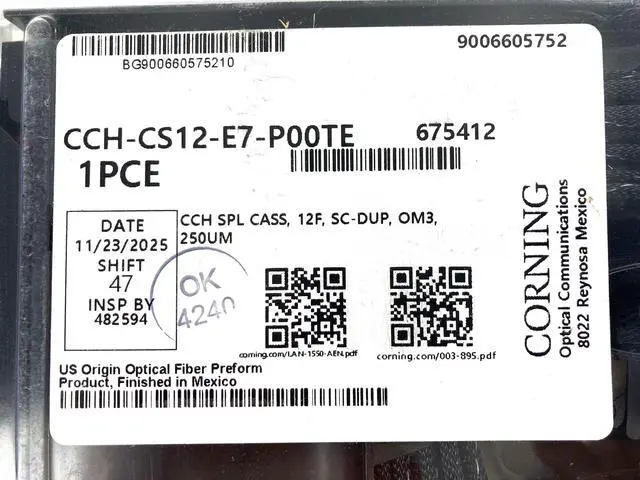 9006605752
BG900660575210
CCH-CS12-E7-P00TE 675412
1PCE
DATE
11/23/2025
SHIFT
47
INSP BY
482594
CCH SPL CASS, 12F, SC-DUP, OM3,
250UM
OK
4240
corning.com/LAN-1550-AEN.pdf
corning.com/003-895.pdf
US Origin Optical Fiber Preform
Product, Finished in Mexico
CORNING
Optical Communications
8022 Reynosa Mexico